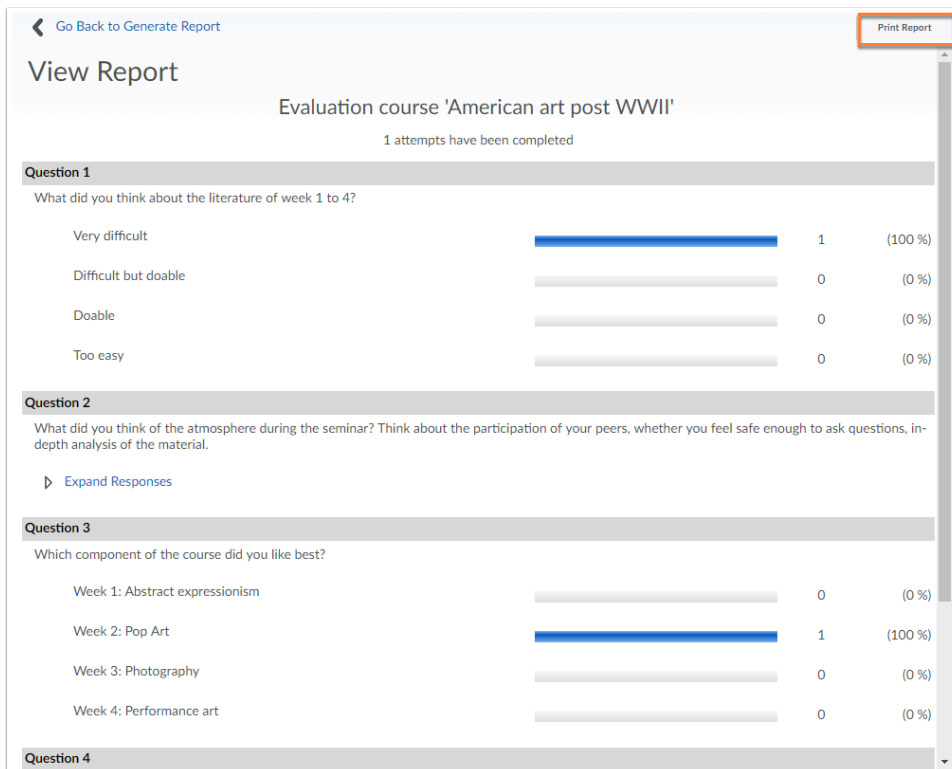 Go Back to Generate Report
Print Report
View Report
Evaluation course 'American art post WWII'
1 attempts have been completed
Question 1
What did you think about the literature of week 1 to 4?
Very difficult 1 (100 %)
Difficult but doable 0 (0 %)
Doable 0 (0 %)
Too easy 0 (0 %)
Question 2
What did you think of the atmosphere during the seminar? Think about the participation of your peers, whether you feel safe enough to ask questions, in-
depth analysis of the material.
Expand Responses
Question 3
Which component of the course did you like best?
Week 1: Abstract expressionism 0 (0 %)
Week 2: Pop Art 1 (100 %)
Week 3: Photography 0 (0 %)
Week 4: Performance art 0 (0 %)
Question 4